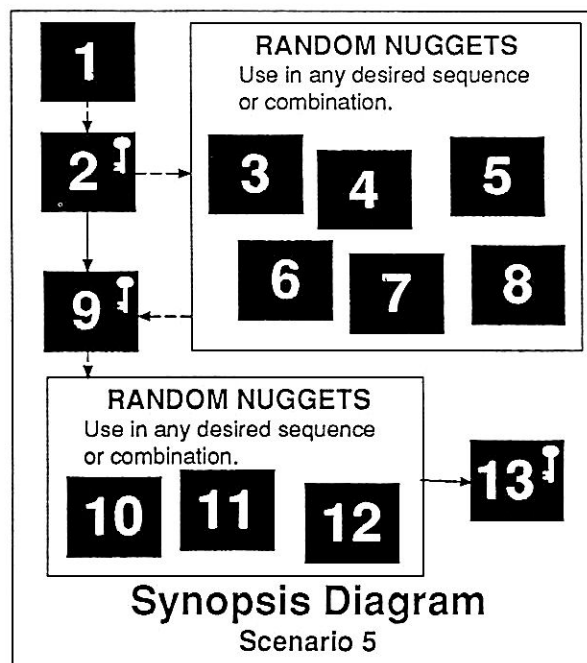 1
RANDOM NUGGETS
Use in any desired sequence
or combination.
2
3
4
5
6
7
8
9
RANDOM NUGGETS
Use in any desired sequence
or combination.
10
11
12
13
Synopsis Diagram
Scenario 5